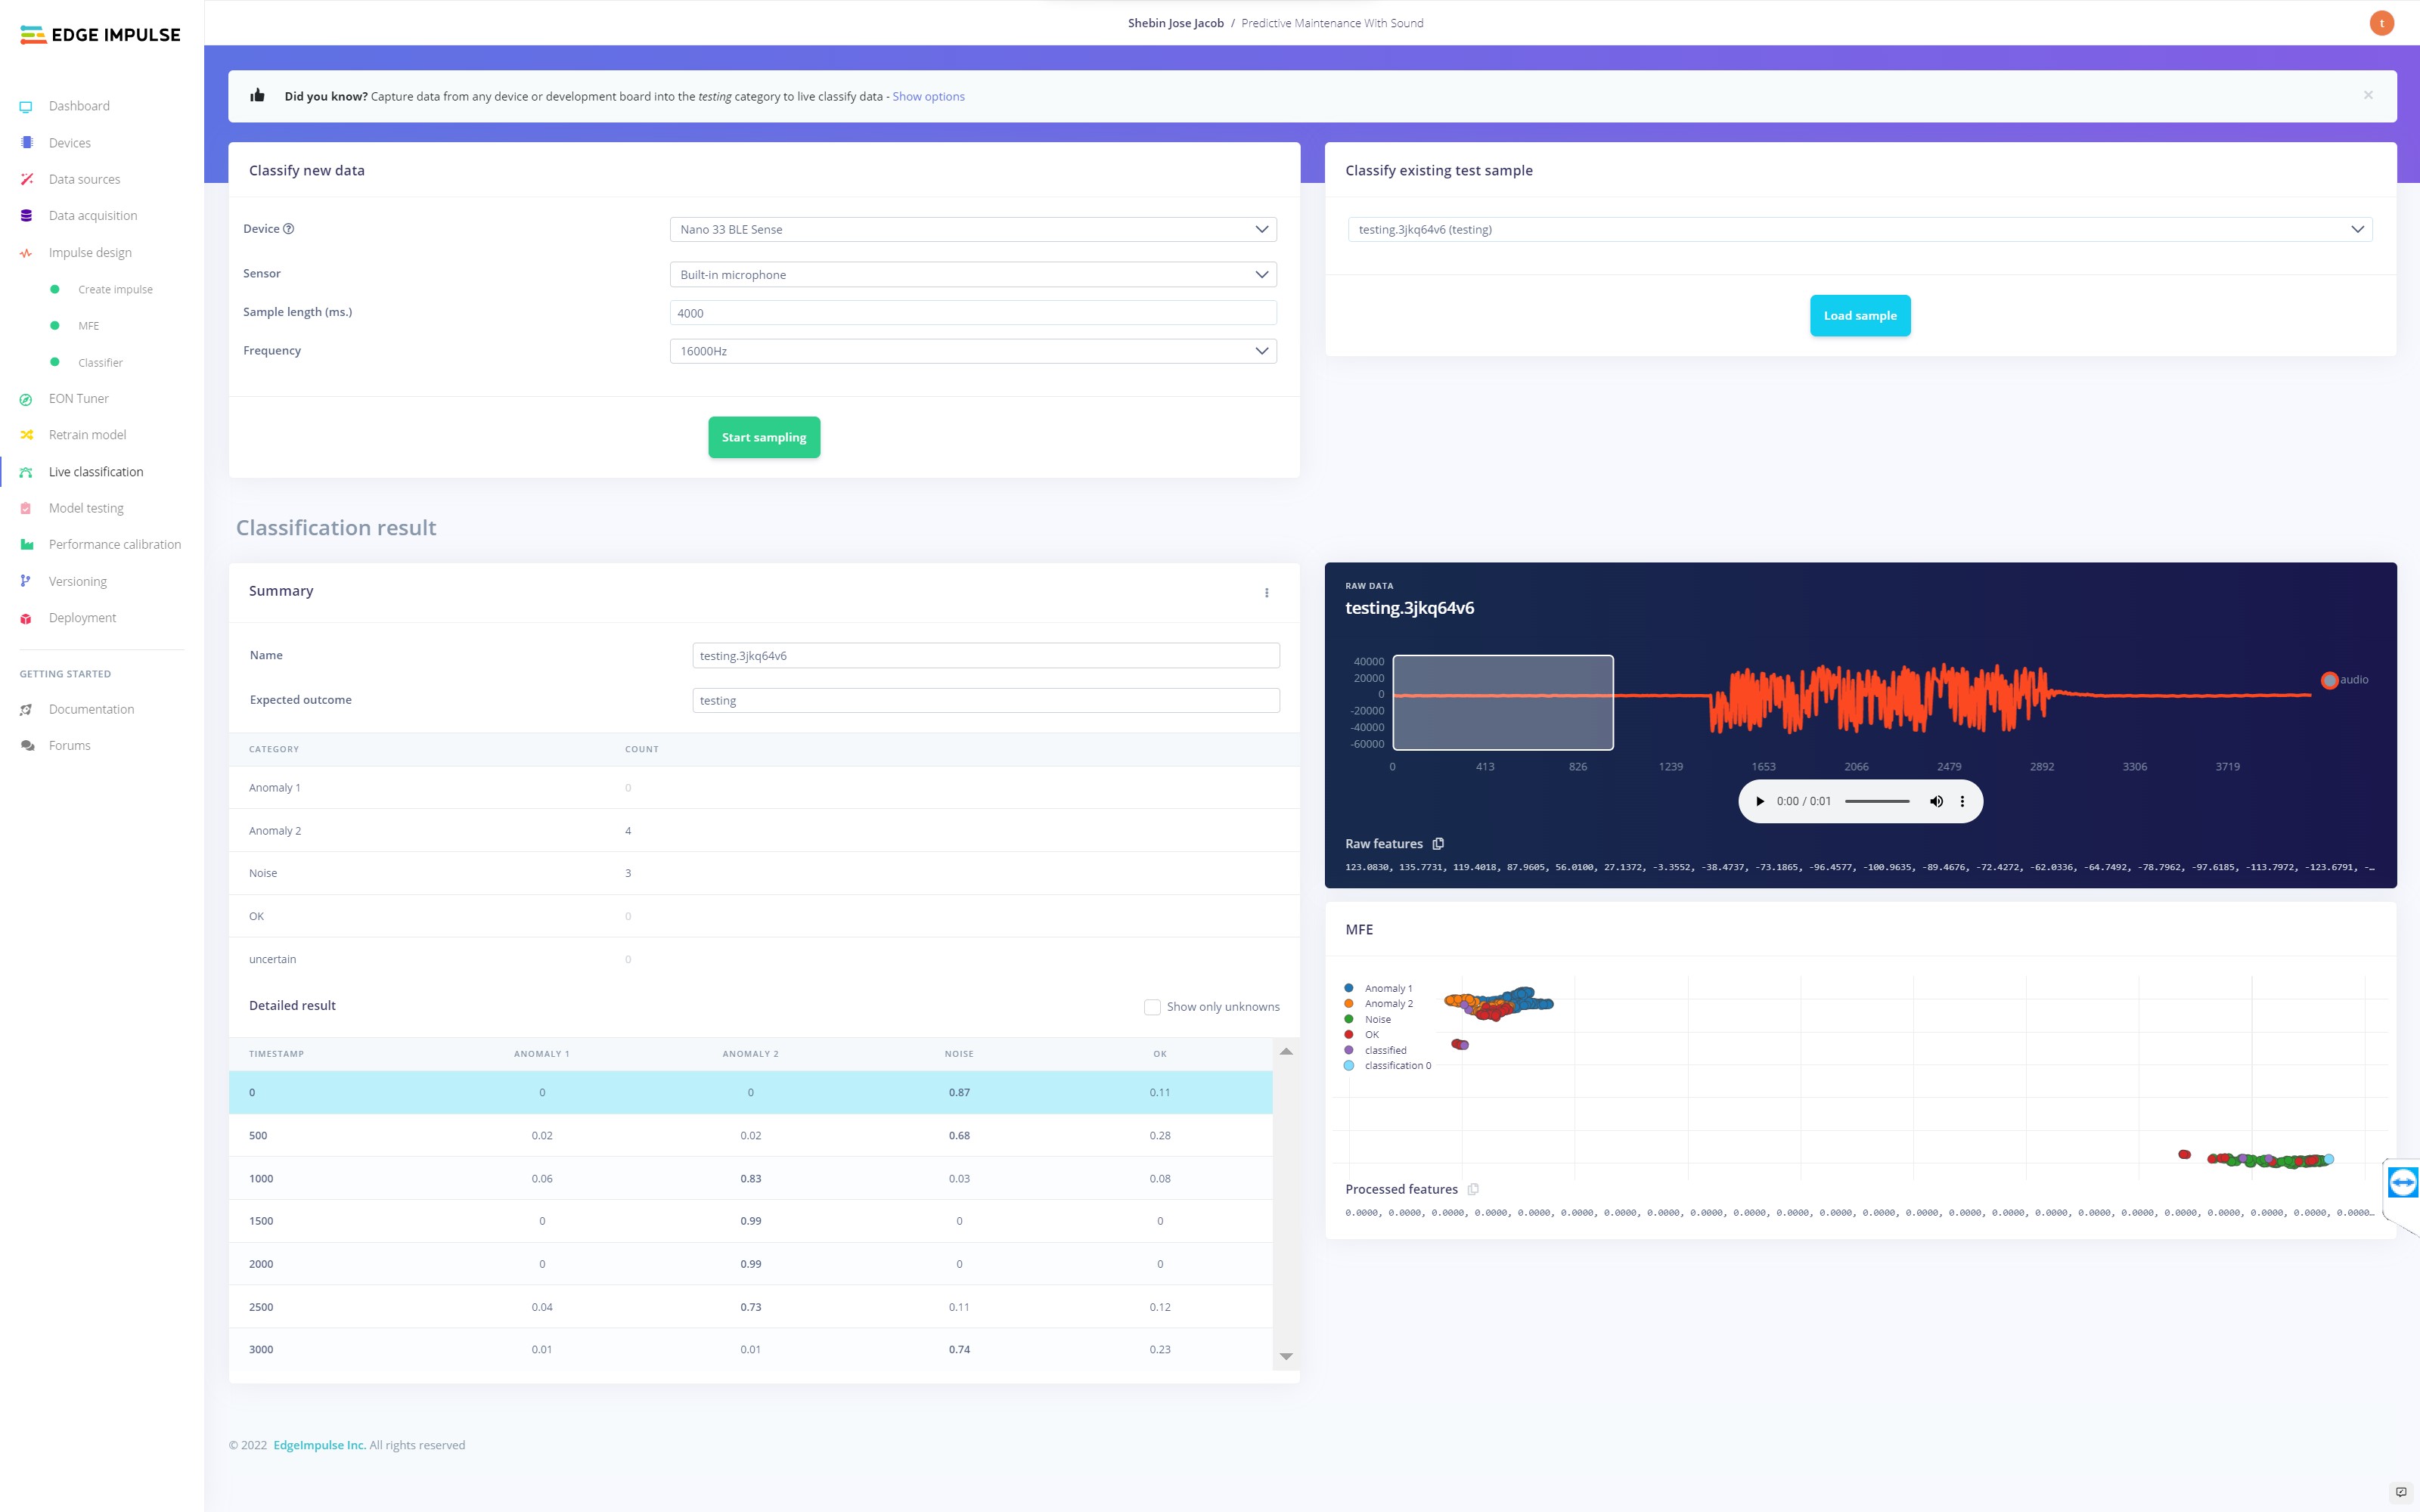 EDGE IMPULSE
Shebin Jose Jacob / Predictive Maintenance With Sound
t
Dashboard
Devices
Data sources
Data acquisition
Impulse design
Create impulse
MFE
Classifier
EON Tuner
Retrain model
Live classification
Model testing
Performance calibration
Versioning
Deployment
GETTING STARTED
Documentation
Forums
Did you know? Capture data from any device or development board into the testing category to live classify data - Show options
×
Classify new data
Device ?
Nano 33 BLE Sense
Sensor
Built-in microphone
Sample length (ms.)
4000
Frequency
16000Hz
Start sampling
Classify existing test sample
testing.3jkq64v6 (testing)
Load sample
Classification result
Summary
Name
testing.3jkq64v6
Expected outcome
testing
CATEGORY COUNT
Anomaly 1 0
Anomaly 2 4
Noise 3
OK 0
uncertain 0
Detailed result
Show only unknowns
TIMESTAMP ANOMALY 1 ANOMALY 2 NOISE OK
0 0 0 0.87 0.11
500 0.02 0.02 0.68 0.28
1000 0.06 0.83 0.03 0.08
1500 0 0.99 0 0
2000 0 0.99 0 0
2500 0.04 0.73 0.11 0.12
3000 0.01 0.01 0.74 0.23
RAW DATA
testing.3jkq64v6
40000
20000
0
-20000
-40000
-60000
0 413 826 1239 1653 2066 2479 2892 3306 3719
audio
0:00 / 0:01
Raw features
123.0830, 135.7731, 119.4018, 87.9605, 56.0100, 27.1372, -3.3552, -38.4737, -73.1865, -96.4577, -100.9635, -89.4676, -72.4272, -62.0336, -64.7492, -78.7962, -97.6185, -113.7972, -123.6791, -…
MFE
Anomaly 1
Anomaly 2
Noise
OK
classified
classification 0
Processed features
0.0000, 0.0000, 0.0000, 0.0000, 0.0000, 0.0000, 0.0000, 0.0000, 0.0000, 0.0000, 0.0000, 0.0000, 0.0000, 0.0000, 0.0000, 0.0000, 0.0000, 0.0000, 0.0000, 0.0000, 0.0000, 0.0000, 0.0000, 0.0000…
© 2022 EdgeImpulse Inc. All rights reserved